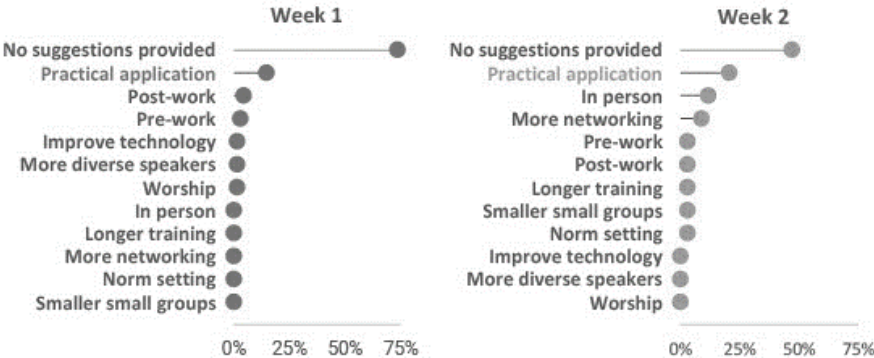 Week 1
No suggestions provided
Practical application
Post-work
Pre-work
Improve technology
More diverse speakers
Worship
In person
Longer training
More networking
Norm setting
Smaller small groups
0% 25% 50% 75%
Week 2
No suggestions provided
Practical application
In person
More networking
Pre-work
Post-work
Longer training
Smaller small groups
Norm setting
Improve technology
More diverse speakers
Worship
0% 25% 50% 75%